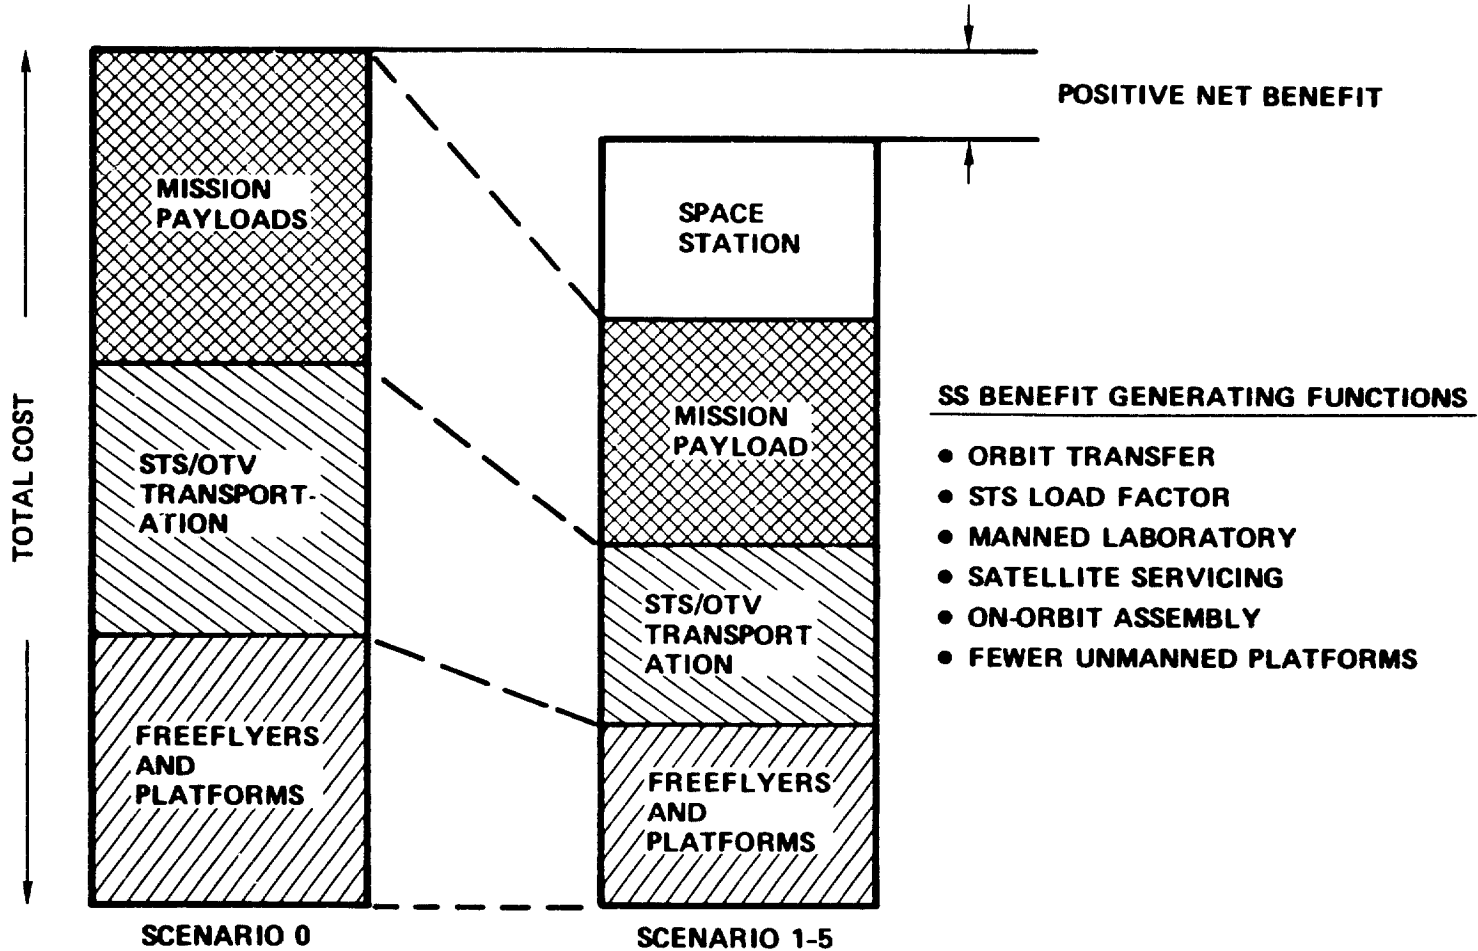 TOTAL COST
MISSION
PAYLOADS
STS/OTV
TRANSPORT-
ATION
FREEFLYERS
AND
PLATFORMS
SCENARIO 0
SPACE
STATION
MISSION
PAYLOAD
STS/OTV
TRANSPORT
ATION
FREEFLYERS
AND
PLATFORMS
SCENARIO 1-5
POSITIVE NET BENEFIT
SS BENEFIT GENERATING FUNCTIONS
• ORBIT TRANSFER
• STS LOAD FACTOR
• MANNED LABORATORY
• SATELLITE SERVICING
• ON-ORBIT ASSEMBLY
• FEWER UNMANNED PLATFORMS